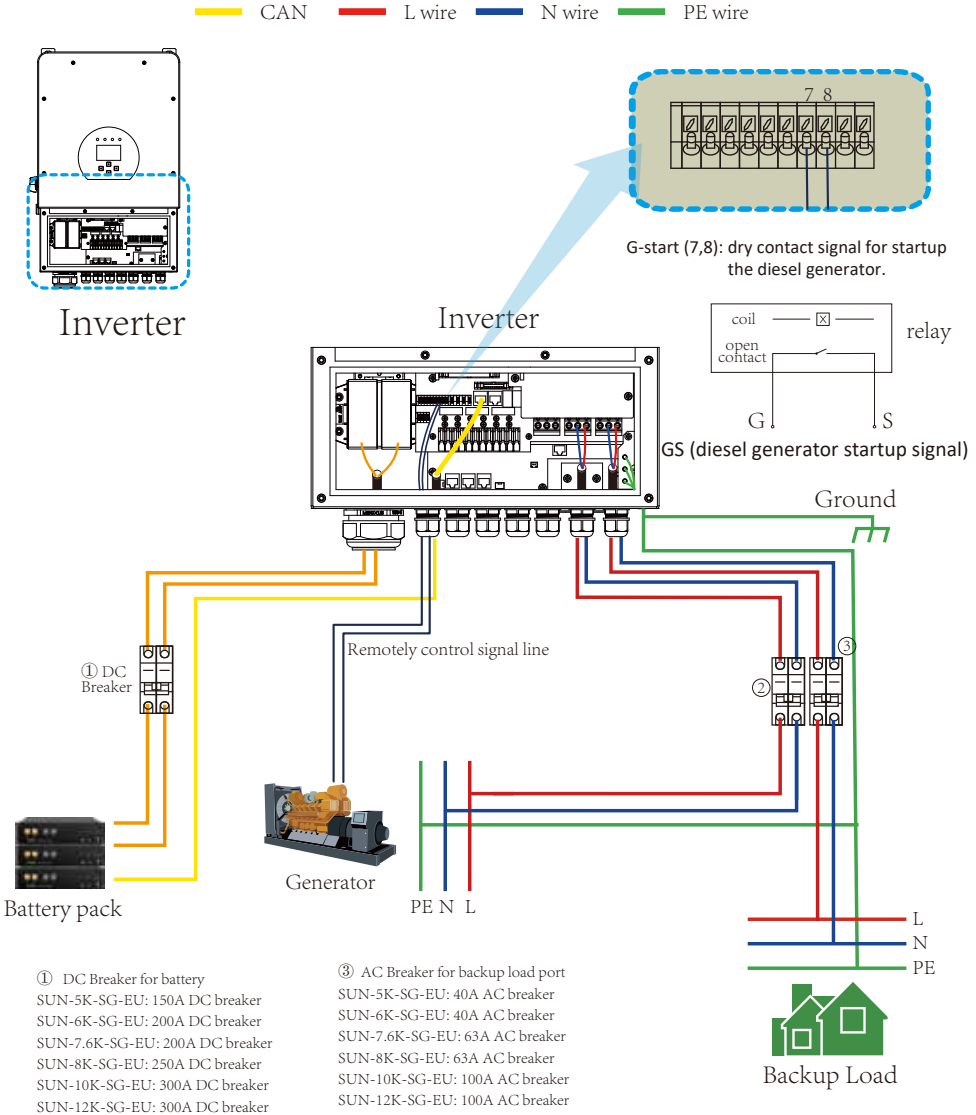 CAN L wire N wire PE wire
7 8
G-start (7,8): dry contact signal for startup
the diesel generator.
Inverter
Inverter
coil
relay
open
contact
G S
GS (diesel generator startup signal)
Ground
Remotely control signal line
① DC
Breaker
②
③
Battery pack
Generator
PE N L
L
N
PE
Backup Load
① DC Breaker for battery
SUN-5K-SG-EU: 150A DC breaker
SUN-6K-SG-EU: 200A DC breaker
SUN-7.6K-SG-EU: 200A DC breaker
SUN-8K-SG-EU: 250A DC breaker
SUN-10K-SG-EU: 300A DC breaker
SUN-12K-SG-EU: 300A DC breaker
③ AC Breaker for backup load port
SUN-5K-SG-EU: 40A AC breaker
SUN-6K-SG-EU: 40A AC breaker
SUN-7.6K-SG-EU: 63A AC breaker
SUN-8K-SG-EU: 63A AC breaker
SUN-10K-SG-EU: 100A AC breaker
SUN-12K-SG-EU: 100A AC breaker